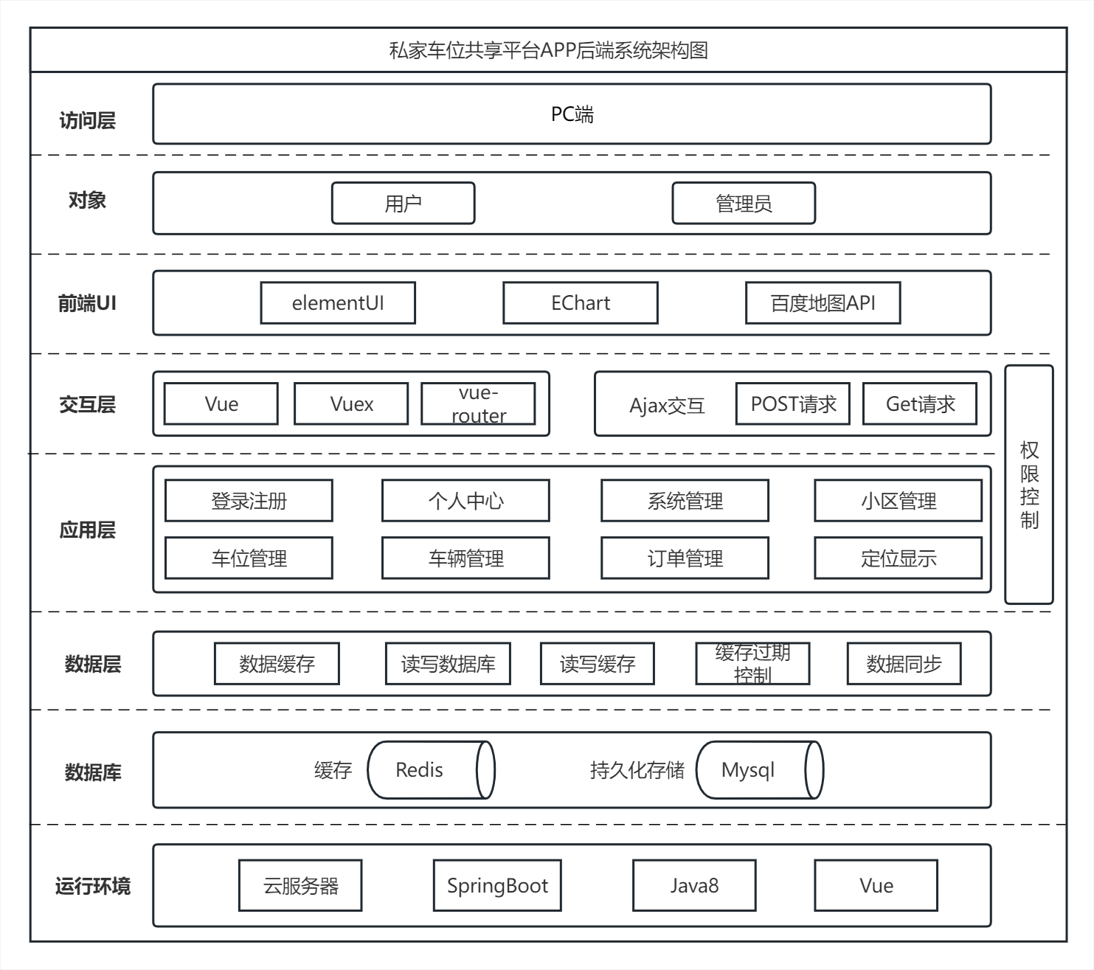 私家车位共享平台APP后端系统架构图
访问层
PC端
对象
用户
管理员
前端UI
elementUI
EChart
百度地图API
交互层
Vue
Vuex
vue-
router
Ajax交互
POST请求
Get请求
权
限
控
制
应用层
登录注册
个人中心
系统管理
小区管理
车位管理
车辆管理
订单管理
定位显示
数据层
数据缓存
读写数据库
读写缓存
缓存过期
控制
数据同步
数据库
缓存
Redis
持久化存储
Mysql
运行环境
云服务器
SpringBoot
Java8
Vue